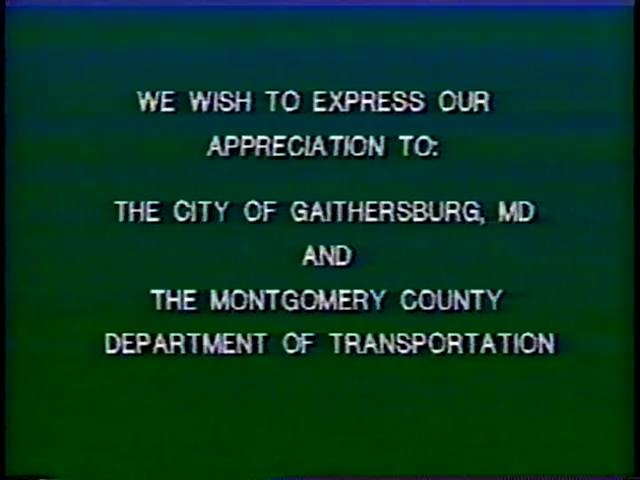 WE WISH TO EXPRESS OUR
APPRECIATION TO:
THE CITY OF GAITHERSBURG, MD
AND
THE MONTGOMERY COUNTY
DEPARTMENT OF TRANSPORTATION